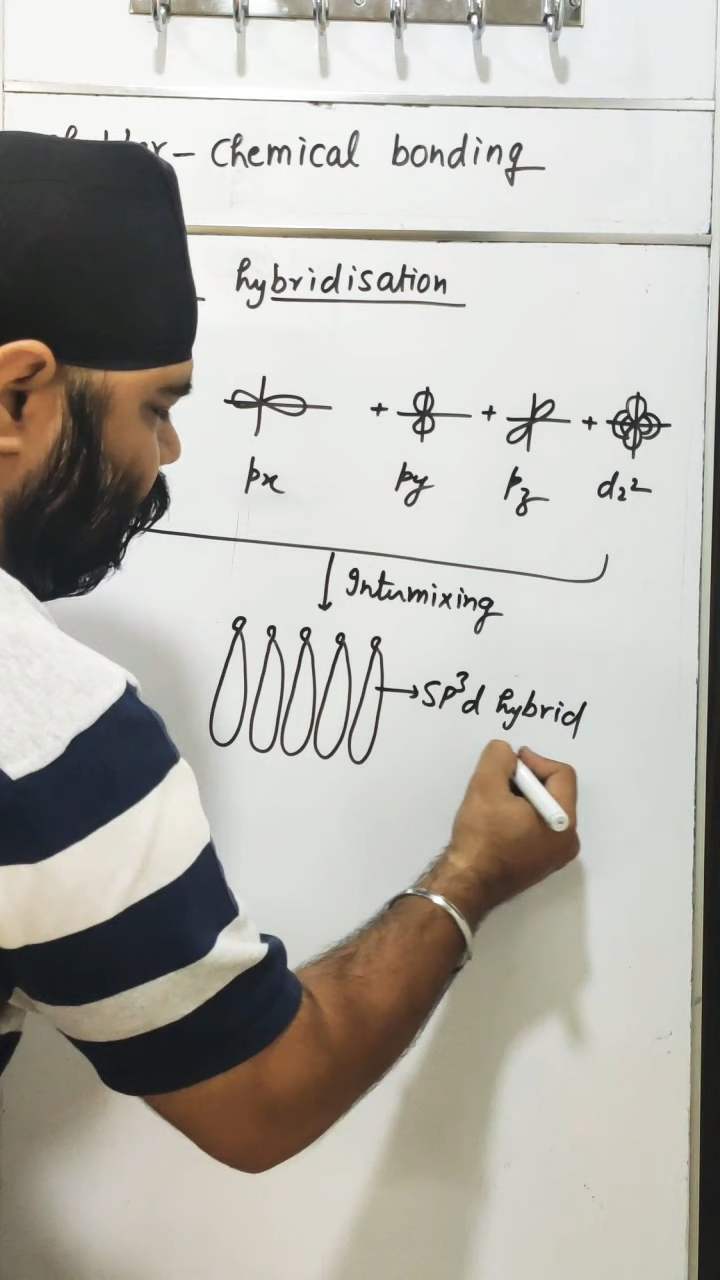 - Chemical bonding
hybridisation
+ + +
px py pz dz²
Intermixing
→ SP³d hybrid